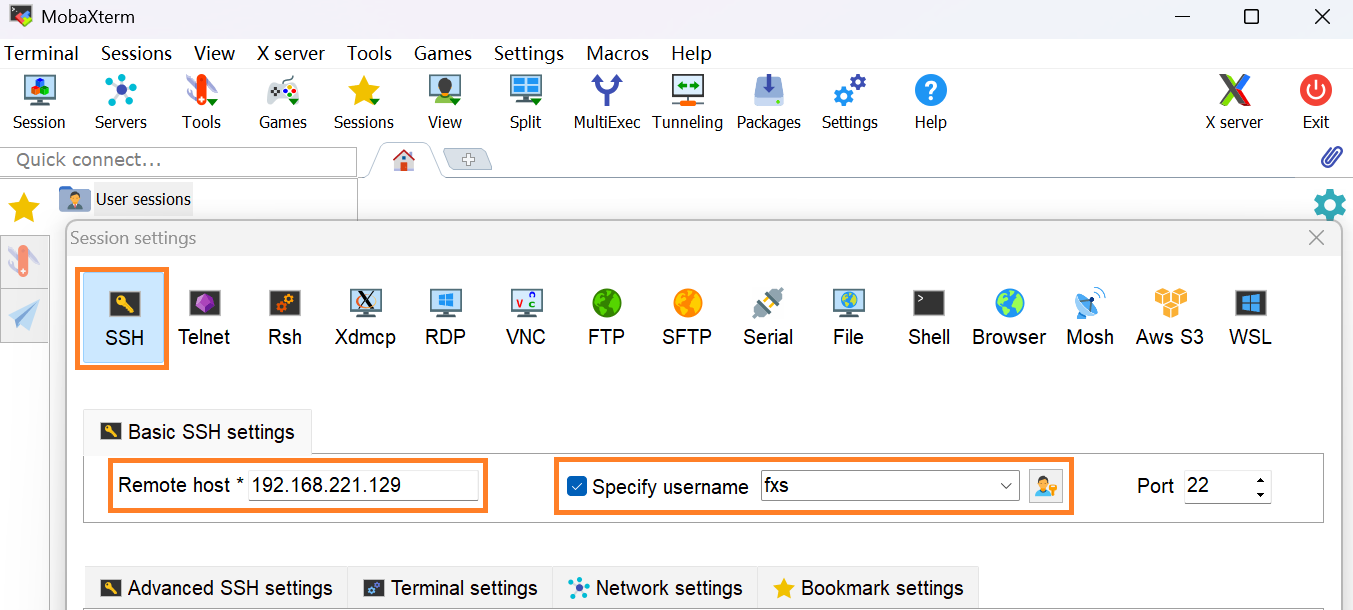 MobaXterm
Terminal Sessions View X server Tools Games Settings Macros Help
Session Servers Tools Games Sessions View Split MultiExec Tunneling Packages Settings Help X server Exit
Quick connect...
User sessions
Session settings
SSH Telnet Rsh Xdmcp RDP VNC FTP SFTP Serial File Shell Browser Mosh Aws S3 WSL
Basic SSH settings
Remote host * 192.168.221.129 Specify username fxs Port 22
Advanced SSH settings Terminal settings Network settings Bookmark settings